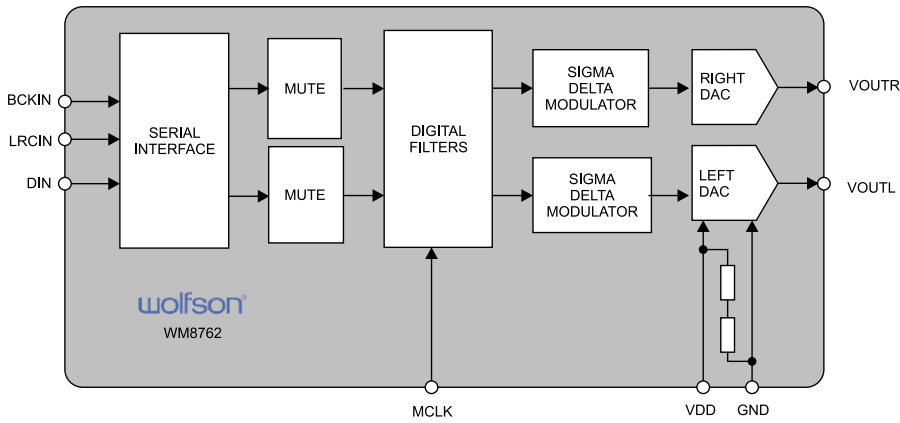 BCKIN
LRCIN
DIN
SERIAL
INTERFACE
MUTE
MUTE
DIGITAL
FILTERS
SIGMA
DELTA
MODULATOR
SIGMA
DELTA
MODULATOR
RIGHT
DAC
LEFT
DAC
VOUTR
VOUTL
wolfson®
WM8762
MCLK
VDD
GND